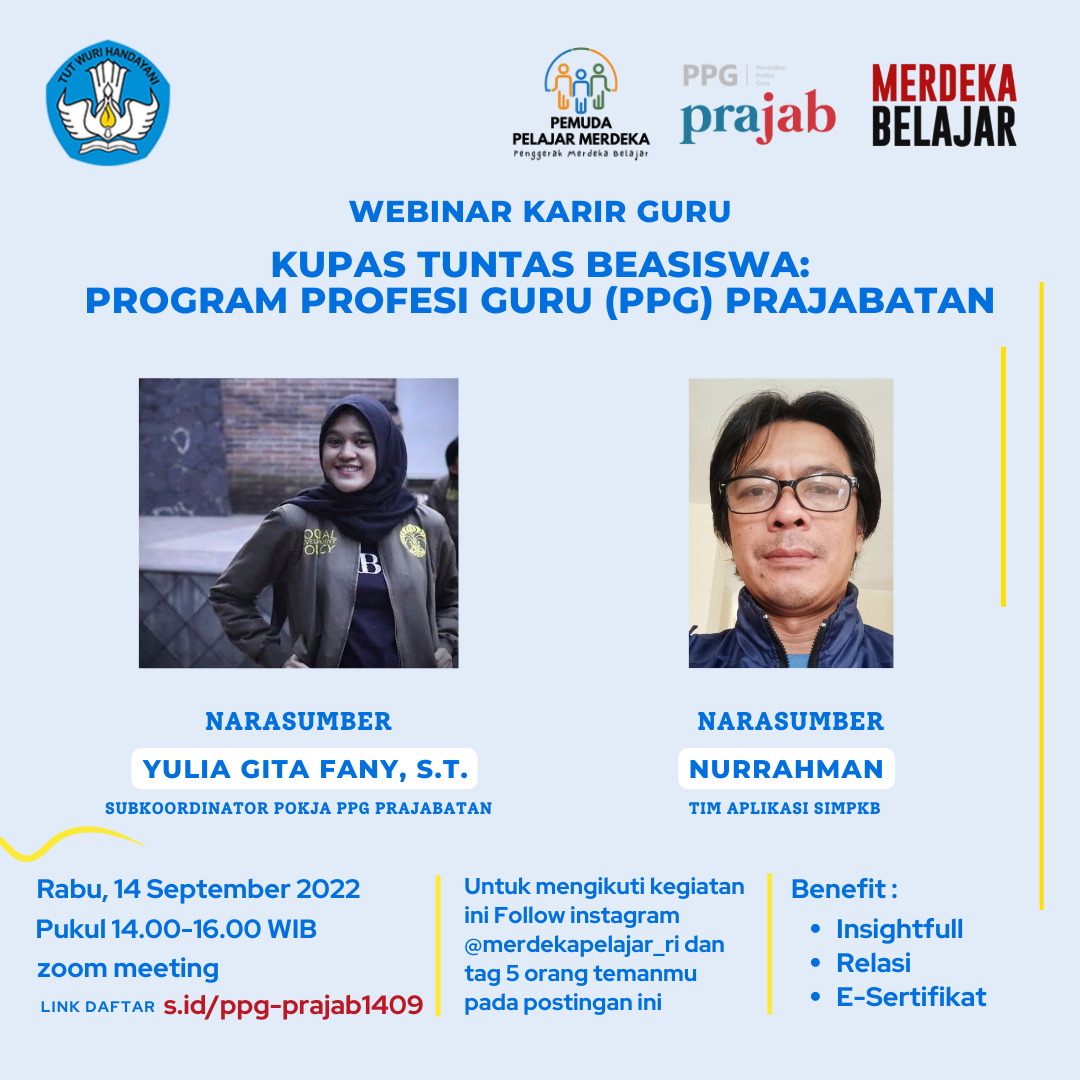 TUT WURI HANDAYANI
PEMUDA
PELAJAR MERDEKA
Penggerak Merdeka Belajar
PPG
Pendidikan
Profesi
Guru
prajab
MERDEKA
BELAJAR
WEBINAR KARIR GURU
KUPAS TUNTAS BEASISWA:
PROGRAM PROFESI GURU (PPG) PRAJABATAN
B
NARASUMBER
YULIA GITA FANY, S.T.
SUBKOORDINATOR POKJA PPG PRAJABATAN
NARASUMBER
NURRAHMAN
TIM APLIKASI SIMPKB
Rabu, 14 September 2022
Pukul 14.00-16.00 WIB
zoom meeting
LINK DAFTAR s.id/ppg-prajab1409
Untuk mengikuti kegiatan
ini Follow instagram
@merdekapelajar_ri dan
tag 5 orang temanmu
pada postingan ini
Benefit :
• Insightfull
• Relasi
• E-Sertifikat